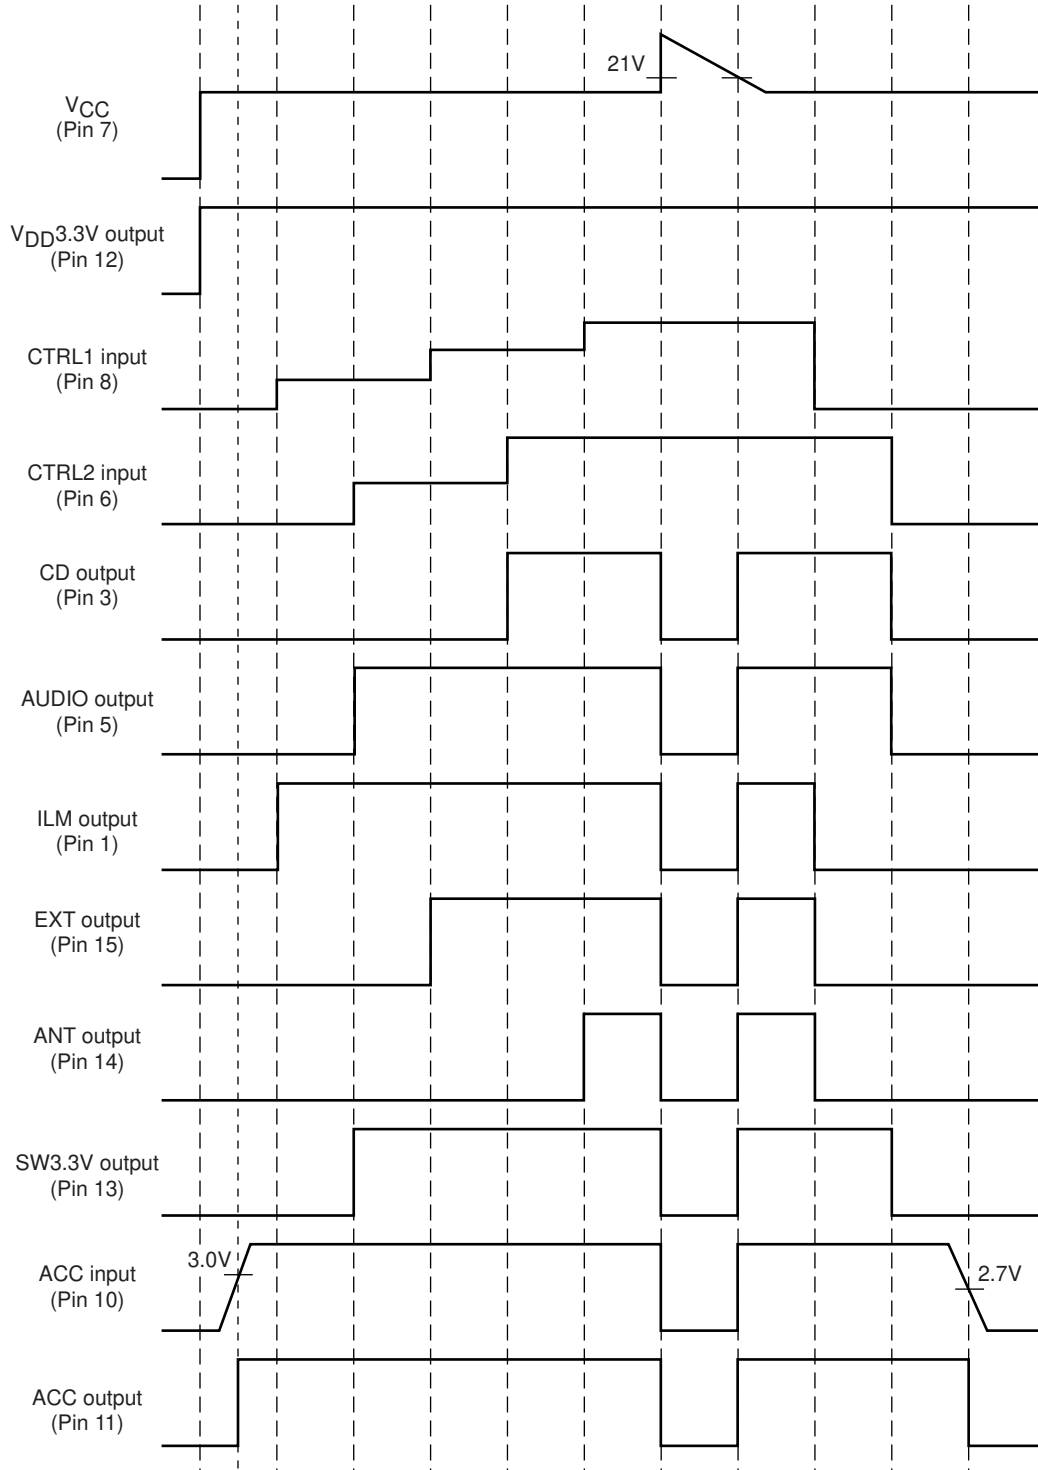 21V
VCC
(Pin 7)
VDD3.3V output
(Pin 12)
CTRL1 input
(Pin 8)
CTRL2 input
(Pin 6)
CD output
(Pin 3)
AUDIO output
(Pin 5)
ILM output
(Pin 1)
EXT output
(Pin 15)
ANT output
(Pin 14)
SW3.3V output
(Pin 13)
3.0V
ACC input
(Pin 10)
2.7V
ACC output
(Pin 11)